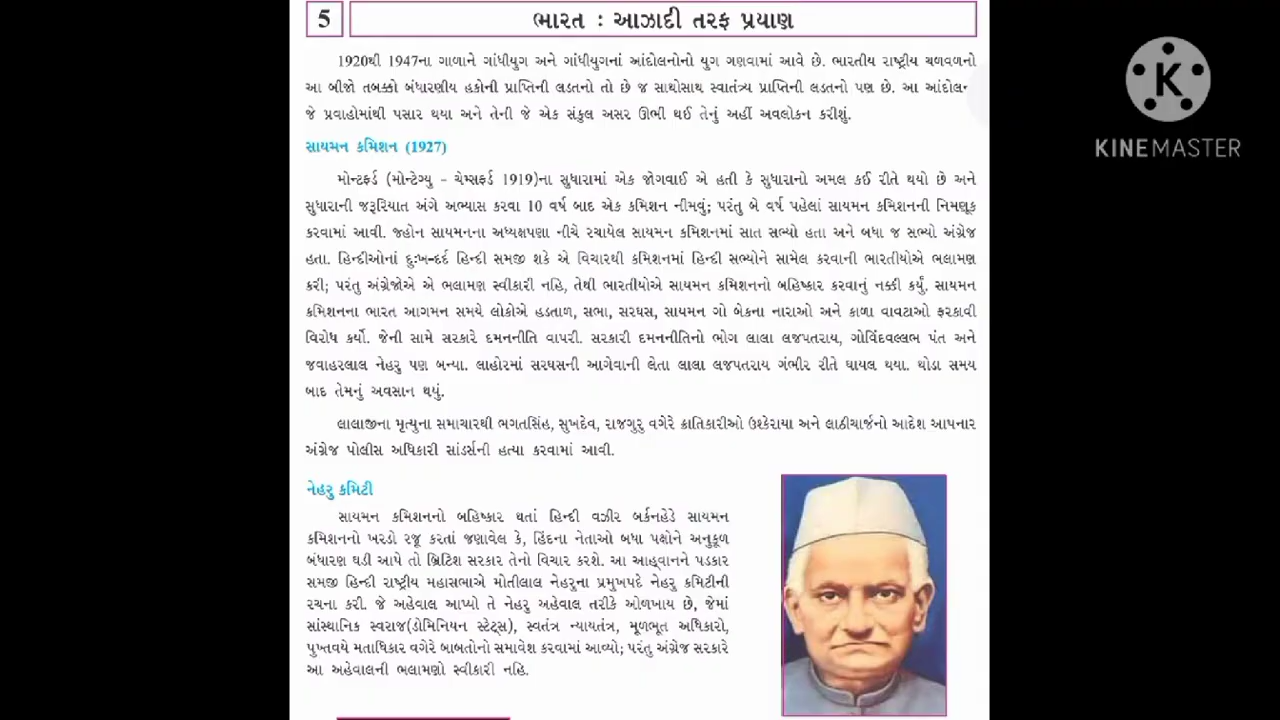 5
ભારત : આઝાદી તરફ પ્રયાણ
1920થી 1947ના ગાળાને ગાંધીયુગ અને ગાંધીયુગનાં આંદોલનોનો યુગ ગણવામાં આવે છે. ભારતીય રાષ્ટ્રીય ચળવળનો
આ બીજો તબક્કો બંધારણીય હકોની પ્રાપ્તિની લડતનો તો છે જ સાથોસાથ સ્વાતંત્ર્ય પ્રાપ્તિની લડતનો પણ છે. આ આંદોલન
જે પ્રવાહોમાંથી પસાર થયા અને તેની જે એક સંકુલ અસર ઊભી થઈ તેનું અહીં અવલોકન કરીશું.
સાયમન કમિશન (1927)
મોન્ટફર્ડ (મોન્ટેગ્યુ – ચેમ્સફર્ડ 1919)ના સુધારામાં એક જોગવાઈ એ હતી કે સુધારાનો અમલ કઈ રીતે થયો છે અને
સુધારાની જરૂરિયાત અંગે અભ્યાસ કરવા 10 વર્ષ બાદ એક કમિશન નીમવું; પરંતુ બે વર્ષ પહેલાં સાયમન કમિશનની નિમણૂક
કરવામાં આવી. જ્હોન સાયમનના અધ્યક્ષપણા નીચે રચાયેલ સાયમન કમિશનમાં સાત સભ્યો હતા અને બધા જ સભ્યો અંગ્રેજ
હતા. હિન્દીઓનાં દુઃખ-દર્દ હિન્દી સમજી શકે એ વિચારથી કમિશનમાં હિન્દી સભ્યોને સામેલ કરવાની ભારતીયોએ ભલામણ
કરી; પરંતુ અંગ્રેજોએ એ ભલામણ સ્વીકારી નહિ, તેથી ભારતીયોએ સાયમન કમિશનનો બહિષ્કાર કરવાનું નક્કી કર્યું. સાયમન
કમિશનના ભારત આગમન સમયે લોકોએ હડતાળ, સભા, સરઘસ, સાયમન ગો બેકના નારાઓ અને કાળા વાવટાઓ ફરકાવી
વિરોધ કર્યો. જેની સામે સરકારે દમનનીતિ વાપરી. સરકારી દમનનીતિનો ભોગ લાલા લજપતરાય, ગોવિંદવલ્લભ પંત અને
જવાહરલાલ નેહરુ પણ બન્યા. લાહોરમાં સરઘસની આગેવાની લેતા લાલા લજપતરાય ગંભીર રીતે ઘાયલ થયા. થોડા સમય
બાદ તેમનું અવસાન થયું.
લાલાજીના મૃત્યુના સમાચારથી ભગતસિંહ, સુખદેવ, રાજગુરુ વગેરે ક્રાતિકારીઓ ઉશ્કેરાયા અને લાઠીચાર્જનો આદેશ આપનાર
અંગ્રેજ પોલીસ અધિકારી સાંડર્સની હત્યા કરવામાં આવી.
નેહરુ કમિટી
સાયમન કમિશનનો બહિષ્કાર થતાં હિન્દી વઝીર બર્કનહેડે સાયમન
કમિશનનો ખરડો રજૂ કરતાં જણાવેલ કે, હિંદના નેતાઓ બધા પક્ષોને અનુકૂળ
બંધારણ ઘડી આપે તો બ્રિટિશ સરકાર તેનો વિચાર કરશે. આ આહ્‌વાનને પડકાર
સમજી હિન્દી રાષ્ટ્રીય મહાસભાએ મોતીલાલ નેહરુના પ્રમુખપદે નેહરુ કમિટીની
રચના કરી. જે અહેવાલ આપ્યો તે નેહરુ અહેવાલ તરીકે ઓળખાય છે, જેમાં
સાંસ્થાનિક સ્વરાજ(ડોમિનિયન સ્ટેટ્સ), સ્વતંત્ર ન્યાયતંત્ર, મૂળભૂત અધિકારો,
પુખ્તવયે મતાધિકાર વગેરે બાબતોનો સમાવેશ કરવામાં આવ્યો; પરંતુ અંગ્રેજ સરકારે
આ અહેવાલની ભલામણો સ્વીકારી નહિ.
K
KINEMASTER